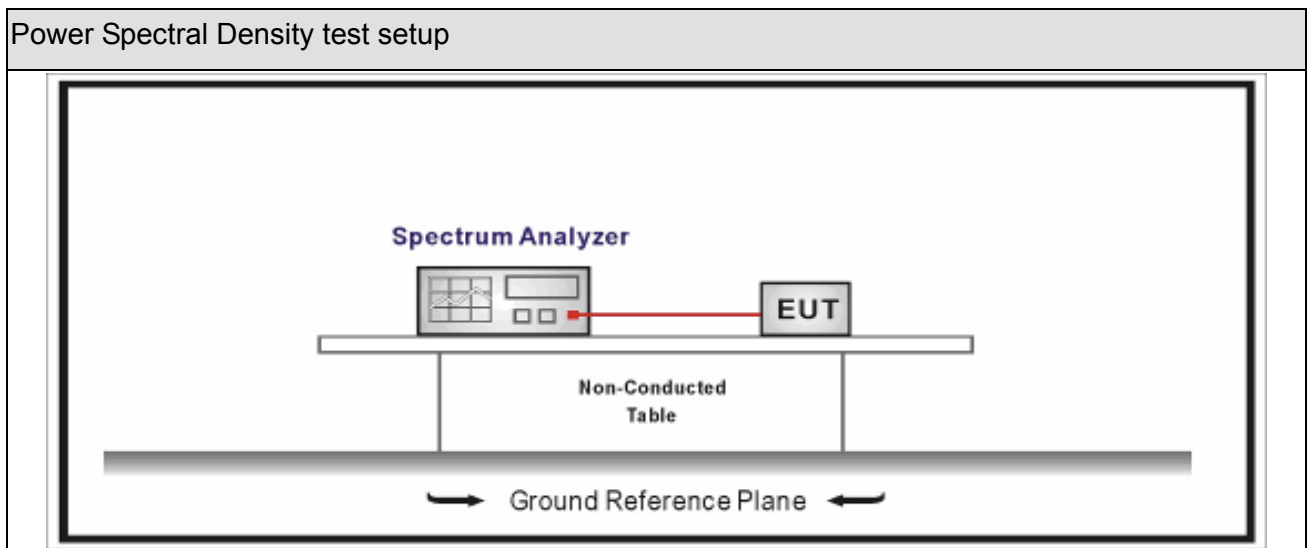 Power Spectral Density test setup
Spectrum Analyzer
EUT
Non-Conducted
Table
Ground Reference Plane